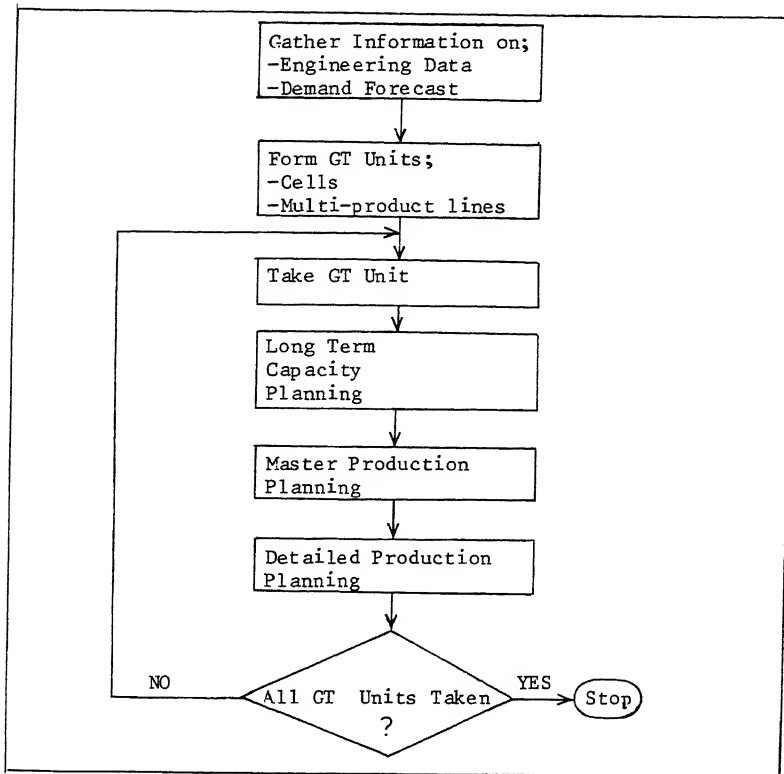 Gather Information on;
-Engineering Data
-Demand Forecast
Form GT Units;
-Cells
-Multi-product lines
Take GT Unit
Long Term
Capacity
Planning
Master Production
Planning
Detailed Production
Planning
NO
All GT Units Taken
?
YES
Stop